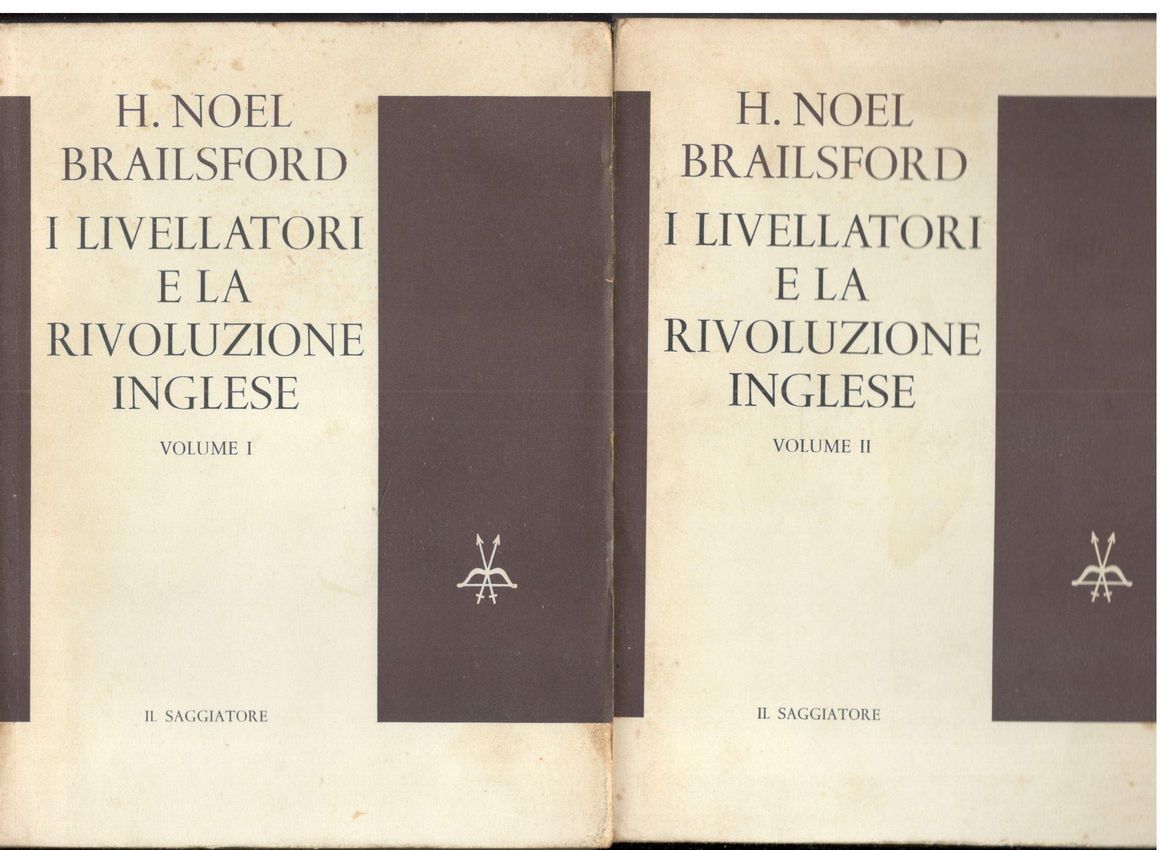 H. NOEL
BRAILSFORD
I LIVELLATORI
E LA
RIVOLUZIONE
INGLESE
VOLUME I
IL SAGGIATORE
H. NOEL
BRAILSFORD
I LIVELLATORI
E LA
RIVOLUZIONE
INGLESE
VOLUME II
IL SAGGIATORE